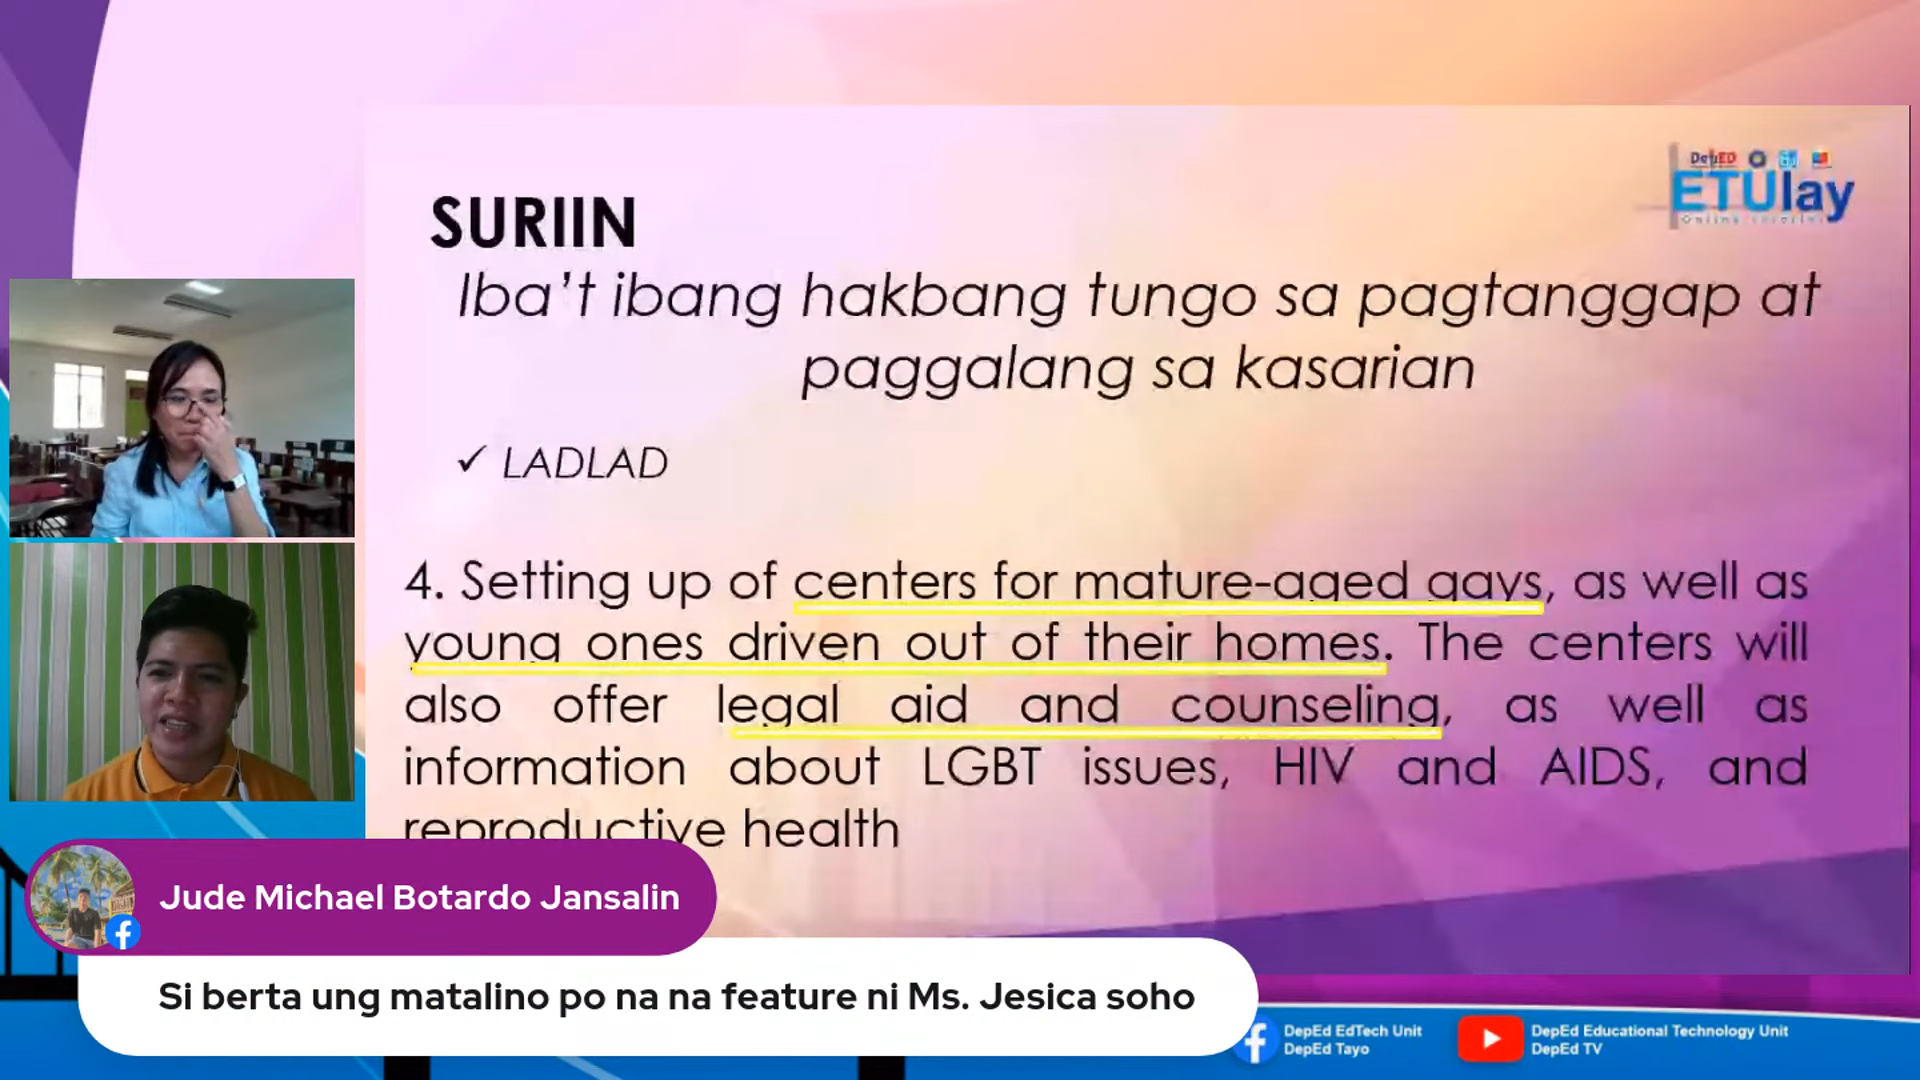 DepED
ETUlay
SURIIN
Iba't ibang hakbang tungo sa pagtanggap at
paggalang sa kasarian
✓ LADLAD
4. Setting up of centers for mature-aged gays, as well as
young ones driven out of their homes. The centers will
also offer legal aid and counseling, as well as
information about LGBT issues, HIV and AIDS, and
reproductive health
Jude Michael Botardo Jansalin
Si berta ung matalino po na na feature ni Ms. Jesica soho
DepEd EdTech Unit
DepEd Tayo
DepEd Educational Technology Unit
DepEd TV